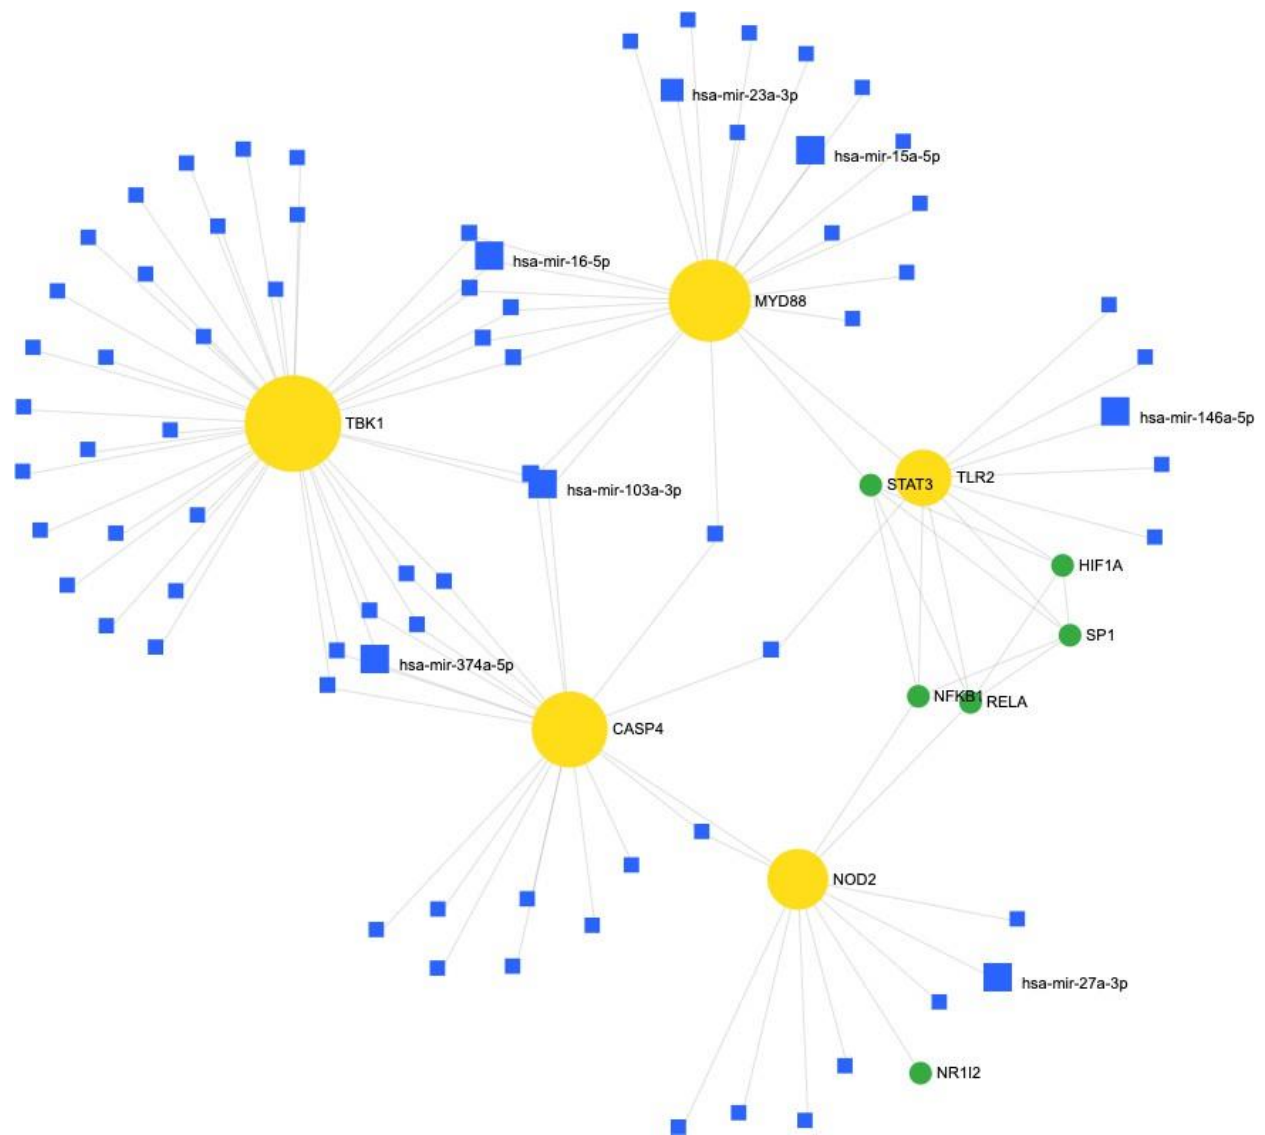 hsa-mir-23a-3p
hsa-mir-15a-5p
hsa-mir-16-5p
MYD88
TBK1
hsa-mir-146a-5p
hsa-mir-103a-3p
STAT3
TLR2
HIF1A
SP1
hsa-mir-374a-5p
NFKB1
RELA
CASP4
NOD2
hsa-mir-27a-3p
NR1I2